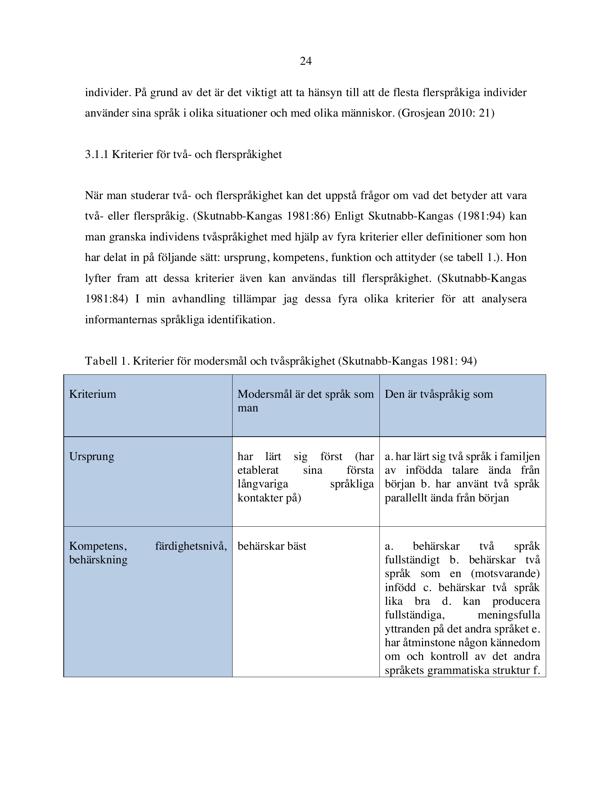 24
individer. På grund av det är det viktigt att ta hänsyn till att de flesta flerspråkiga individer
använder sina språk i olika situationer och med olika människor. (Grosjean 2010: 21)
3.1.1 Kriterier för två- och flerspråkighet
När man studerar två- och flerspråkighet kan det uppstå frågor om vad det betyder att vara
två- eller flerspråkig. (Skutnabb-Kangas 1981:86) Enligt Skutnabb-Kangas (1981:94) kan
man granska individens tvåspråkighet med hjälp av fyra kriterier eller definitioner som hon
har delat in på följande sätt: ursprung, kompetens, funktion och attityder (se tabell 1.). Hon
lyfter fram att dessa kriterier även kan användas till flerspråkighet. (Skutnabb-Kangas
1981:84) I min avhandling tillämpar jag dessa fyra olika kriterier för att analysera
informanternas språkliga identifikation.
Tabell 1. Kriterier för modersmål och tvåspråkighet (Skutnabb-Kangas 1981: 94)
Kriterium
Modersmål är det språk som
man
Den är tvåspråkig som
Ursprung
har lärt sig först (har
etablerat sina första
långvariga språkliga
kontakter på)
a. har lärt sig två språk i familjen
av infödda talare ända från
början b. har använt två språk
parallellt ända från början
Kompetens, färdighetsnivå,
behärskning
behärskar bäst
a. behärskar två språk
fullständigt b. behärskar två
språk som en (motsvarande)
infödd c. behärskar två språk
lika bra d. kan producera
fullständiga, meningsfulla
yttranden på det andra språket e.
har åtminstone någon kännedom
om och kontroll av det andra
språkets grammatiska struktur f.